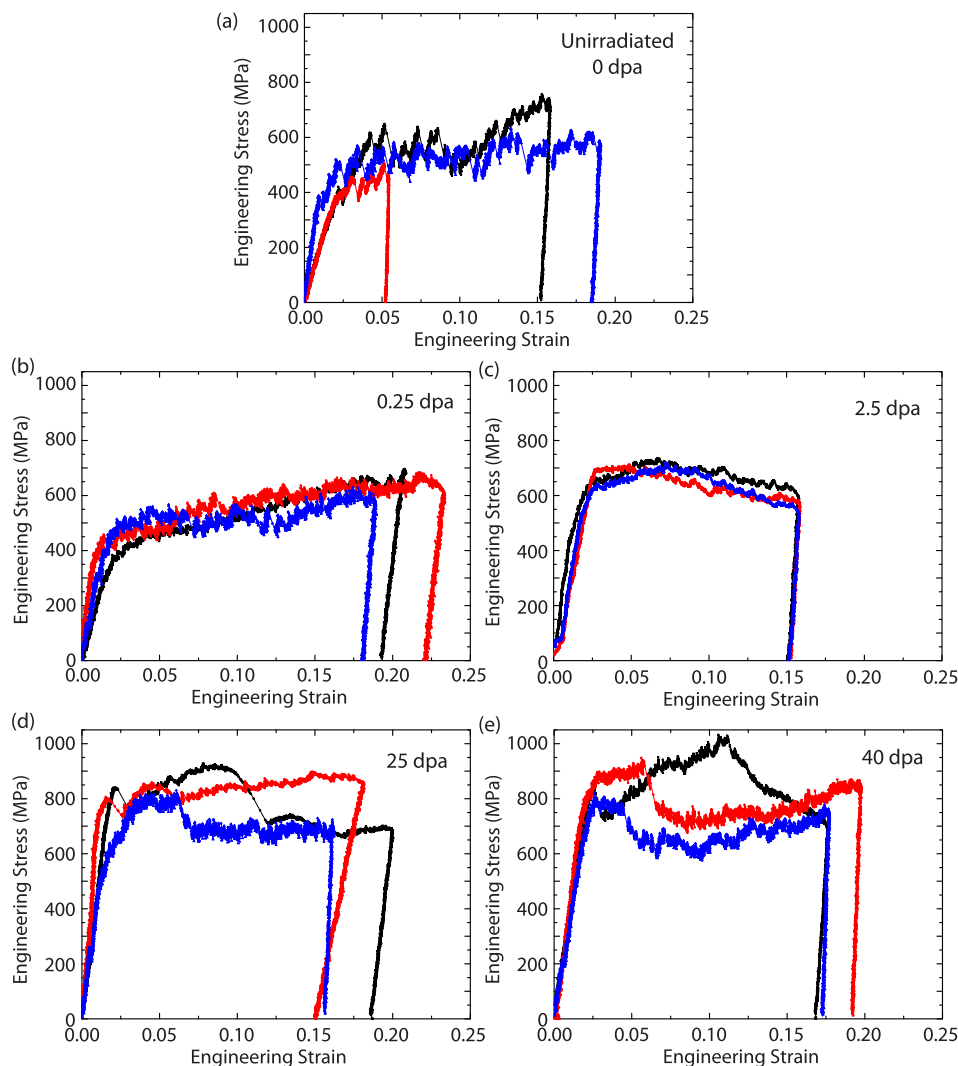 (a)
Unirradiated
0 dpa
Engineering Stress (MPa)
1000
800
600
400
200
0
0.00 0.05 0.10 0.15 0.20 0.25
Engineering Strain
(b)
0.25 dpa
Engineering Stress (MPa)
1000
800
600
400
200
0
0.00 0.05 0.10 0.15 0.20 0.25
Engineering Strain
(c)
2.5 dpa
Engineering Stress (MPa)
1000
800
600
400
200
0
0.00 0.05 0.10 0.15 0.20 0.25
Engineering Strain
(d)
25 dpa
Engineering Stress (MPa)
1000
800
600
400
200
0
0.00 0.05 0.10 0.15 0.20 0.25
Engineering Strain
(e)
40 dpa
Engineering Stress (MPa)
1000
800
600
400
200
0
0.00 0.05 0.10 0.15 0.20 0.25
Engineering Strain